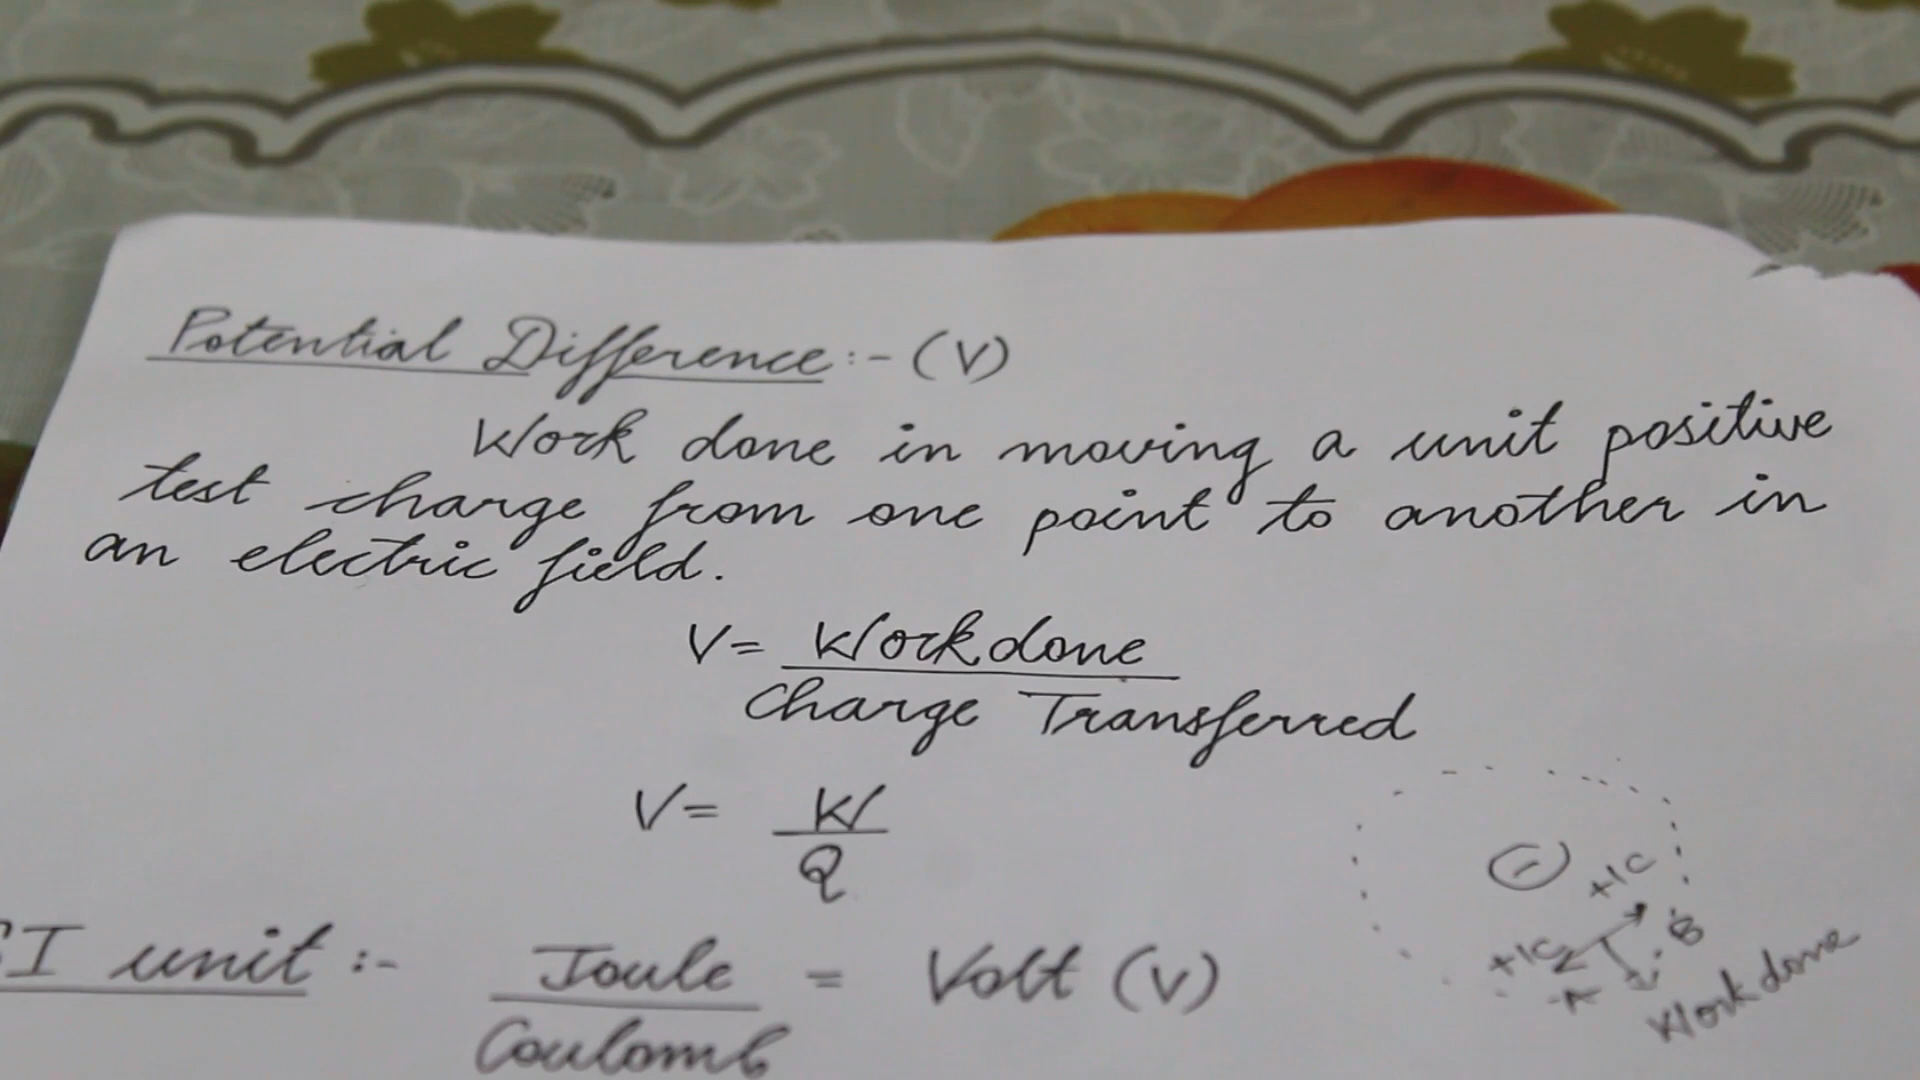 Potential Difference :- (V)
Work done in moving a unit positive
test charge from one point to another in
an electric field.
V = Work done
Charge Transferred
V = W
Q
SI unit :- Joule = Volt (V)
Coulomb
-
+1C
+1C
B
A
Work done